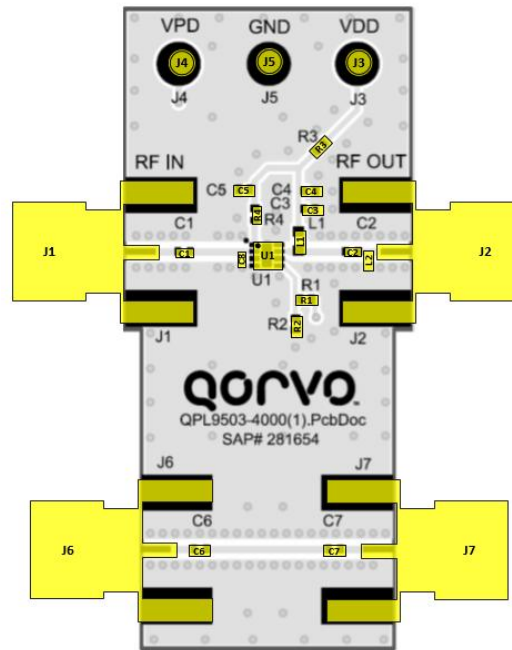 VPD GND VDD
J4 J5 J3
J4 J5 J3
R3
R3
RF IN RF OUT
C5 C5 C4 C4
C3 C3
R4 R4
C1 L1 C2
J1 C1 C8 U1 L1 C2 L2 J2
U1
R1
R1
R2 R2
J1 J2
QORVO™
QPL9503-4000(1).PcbDoc
SAP# 281654
J6 J7
C6 C7
J6 C6 C7 J7